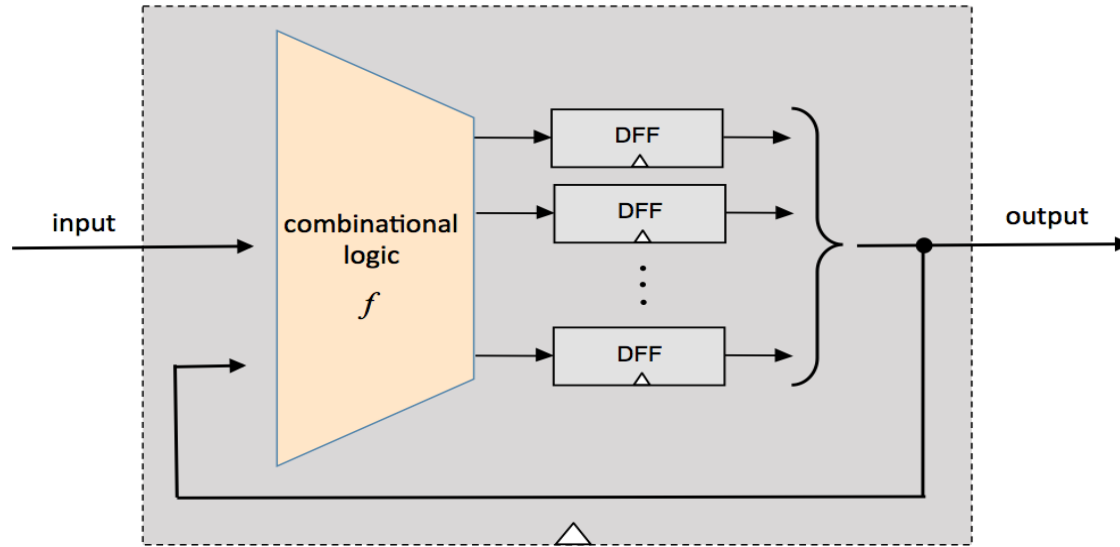 DFF
DFF
input
combinational
logic
f
output
DFF